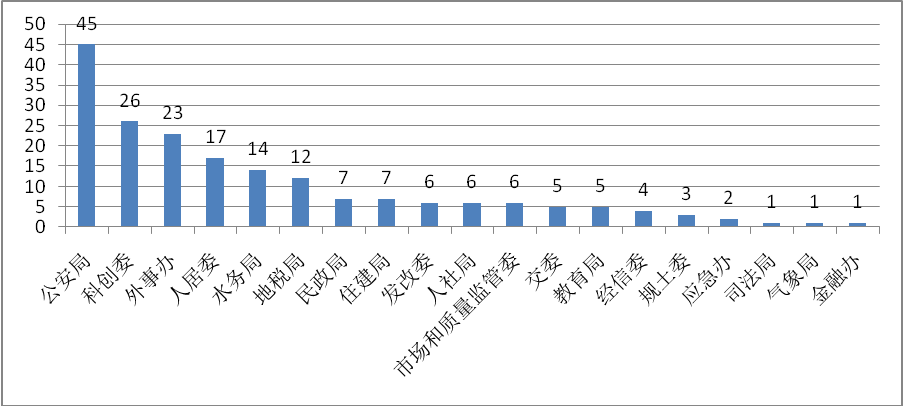 50
45
40
35
30
25
20
15
10
5
0
45
26
23
17
14
12
7
7
6
6
6
5
5
4
3
2
1
1
1
公安局
科创委
外事办
人居委
水务局
地税局
民政局
住建局
发改委
人社局
市场和质量监管委
交委
教育局
经信委
规土委
应急办
司法局
气象局
金融办